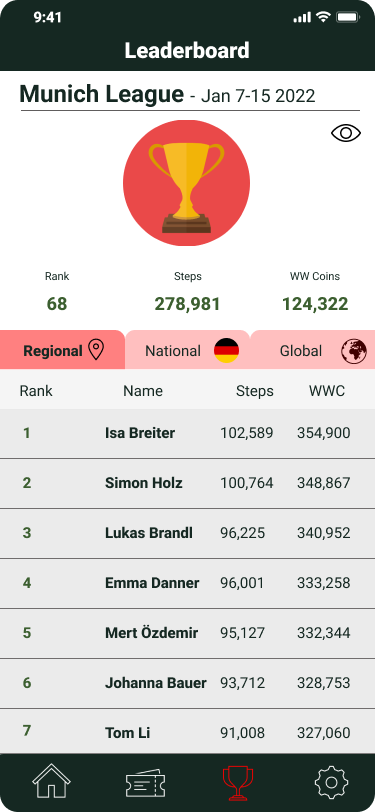 9:41
Leaderboard
Munich League - Jan 7-15 2022
Rank Steps WW Coins
68 278,981 124,322
Regional National Global
Rank Name Steps WWC
1 Isa Breiter 102,589 354,900
2 Simon Holz 100,764 348,867
3 Lukas Brandl 96,225 340,952
4 Emma Danner 96,001 333,258
5 Mert Özdemir 95,127 332,344
6 Johanna Bauer 93,712 328,753
7 Tom Li 91,008 327,060